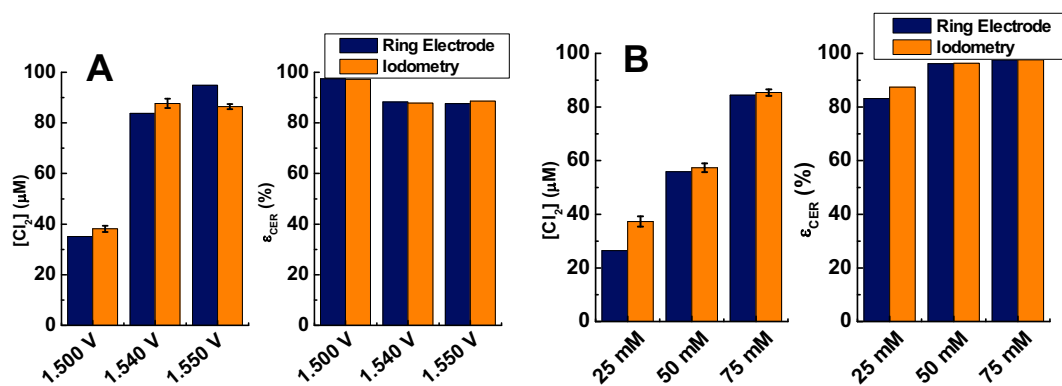 A
Ring Electrode
Iodometry
[Cl₂] (μM)
100
80
60
40
20
0
1.500 V
1.540 V
1.550 V
ε_CER (%)
100
80
60
40
20
0
1.500 V
1.540 V
1.550 V
B
Ring Electrode
Iodometry
[Cl₂] (μM)
100
80
60
40
20
0
25 mM
50 mM
75 mM
ε_CER (%)
100
80
60
40
20
0
25 mM
50 mM
75 mM